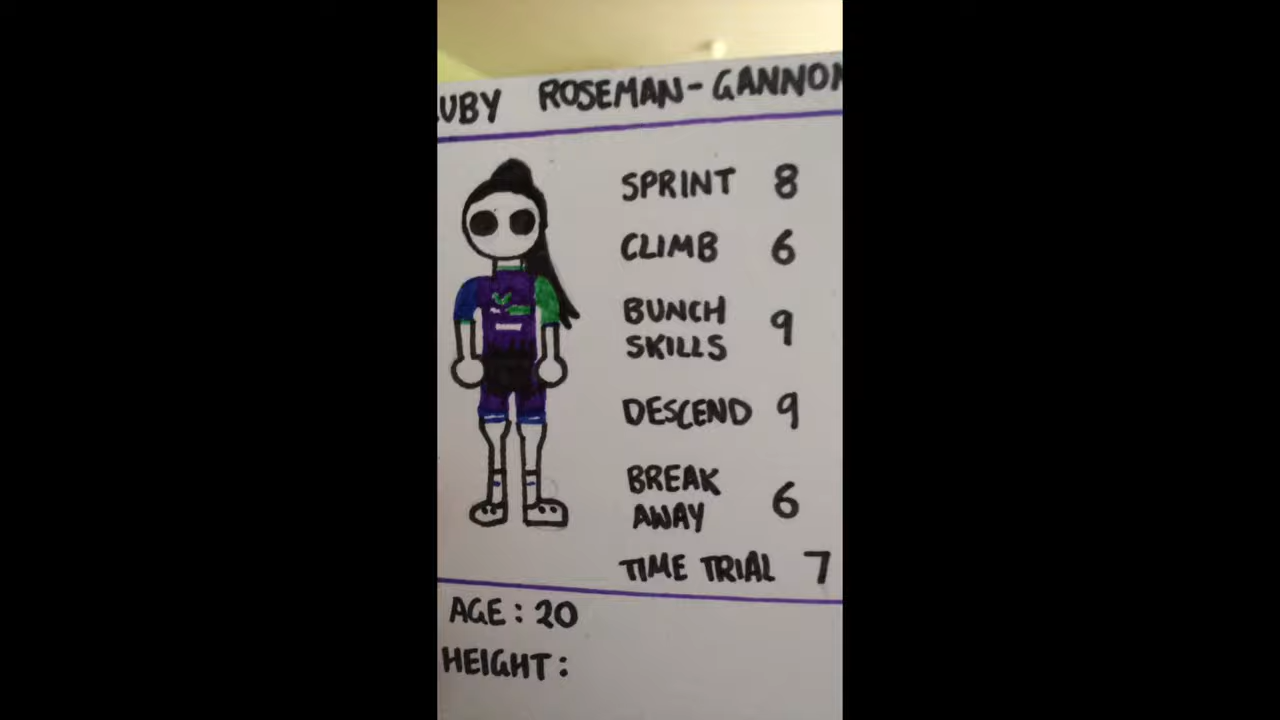 UBY ROSEMAN-GANNON
SPRINT 8
CLIMB 6
BUNCH
SKILLS 9
DESCEND 9
BREAK
AWAY 6
TIME TRIAL 7
AGE: 20
HEIGHT: